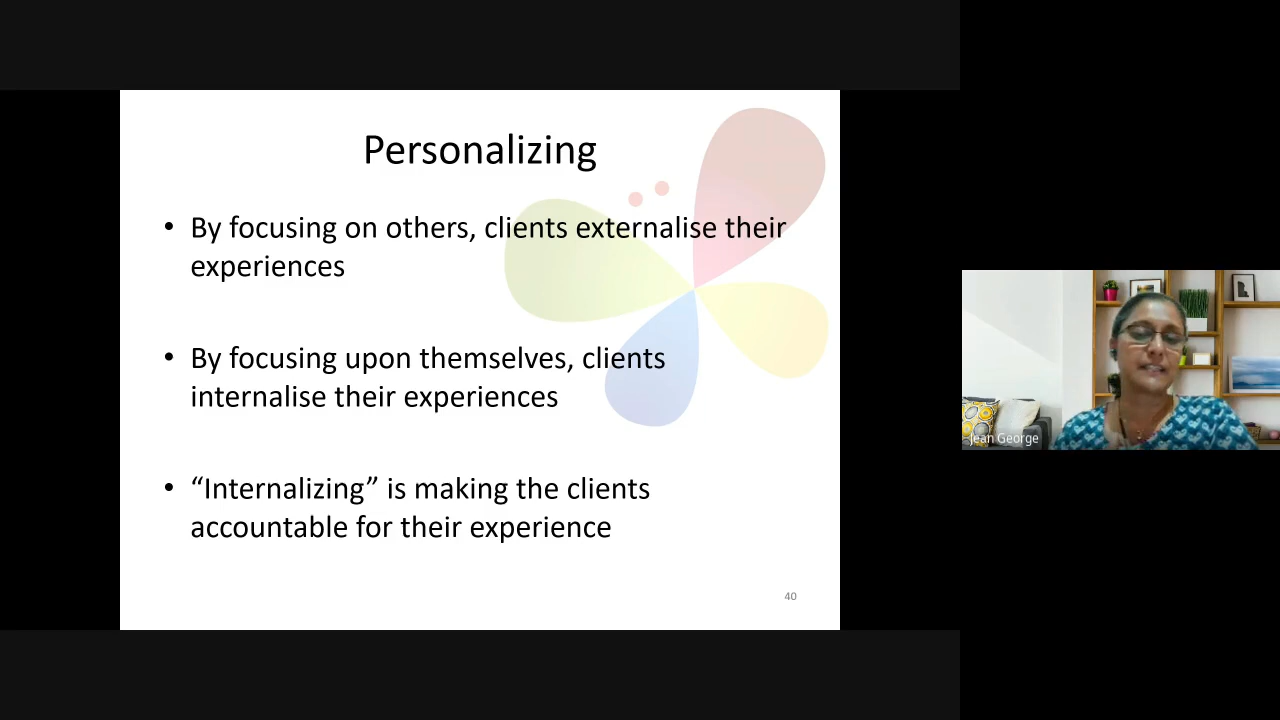 Personalizing
• By focusing on others, clients externalise their
experiences
• By focusing upon themselves, clients
internalise their experiences
• “Internalizing” is making the clients
accountable for their experience
40
Jean George